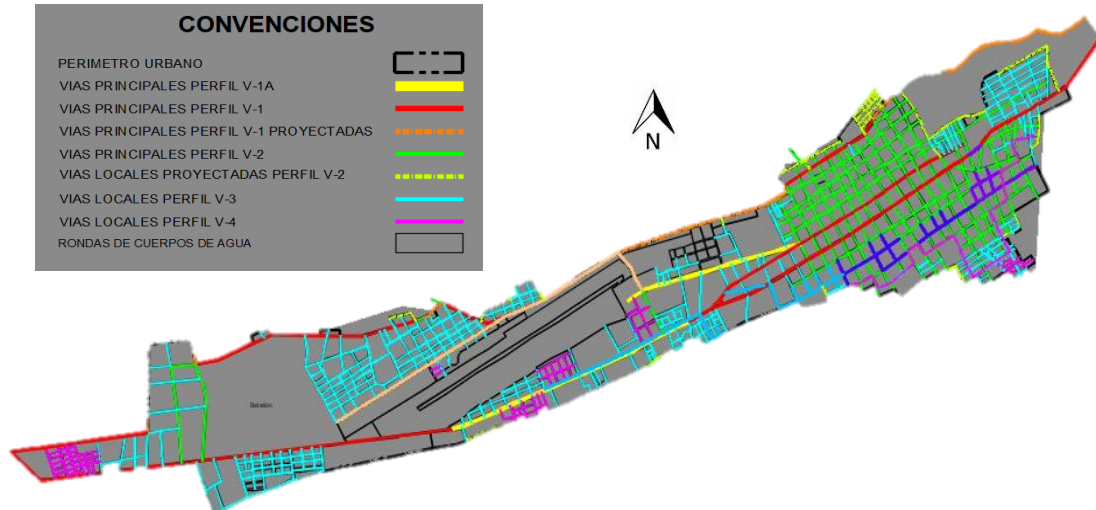 CONVENCIONES
PERIMETRO URBANO
VIAS PRINCIPALES PERFIL V-1A
VIAS PRINCIPALES PERFIL V-1
VIAS PRINCIPALES PERFIL V-1 PROYECTADAS
VIAS PRINCIPALES PERFIL V-2
VIAS LOCALES PROYECTADAS PERFIL V-2
VIAS LOCALES PERFIL V-3
VIAS LOCALES PERFIL V-4
RONDAS DE CUERPOS DE AGUA
N
Batallón